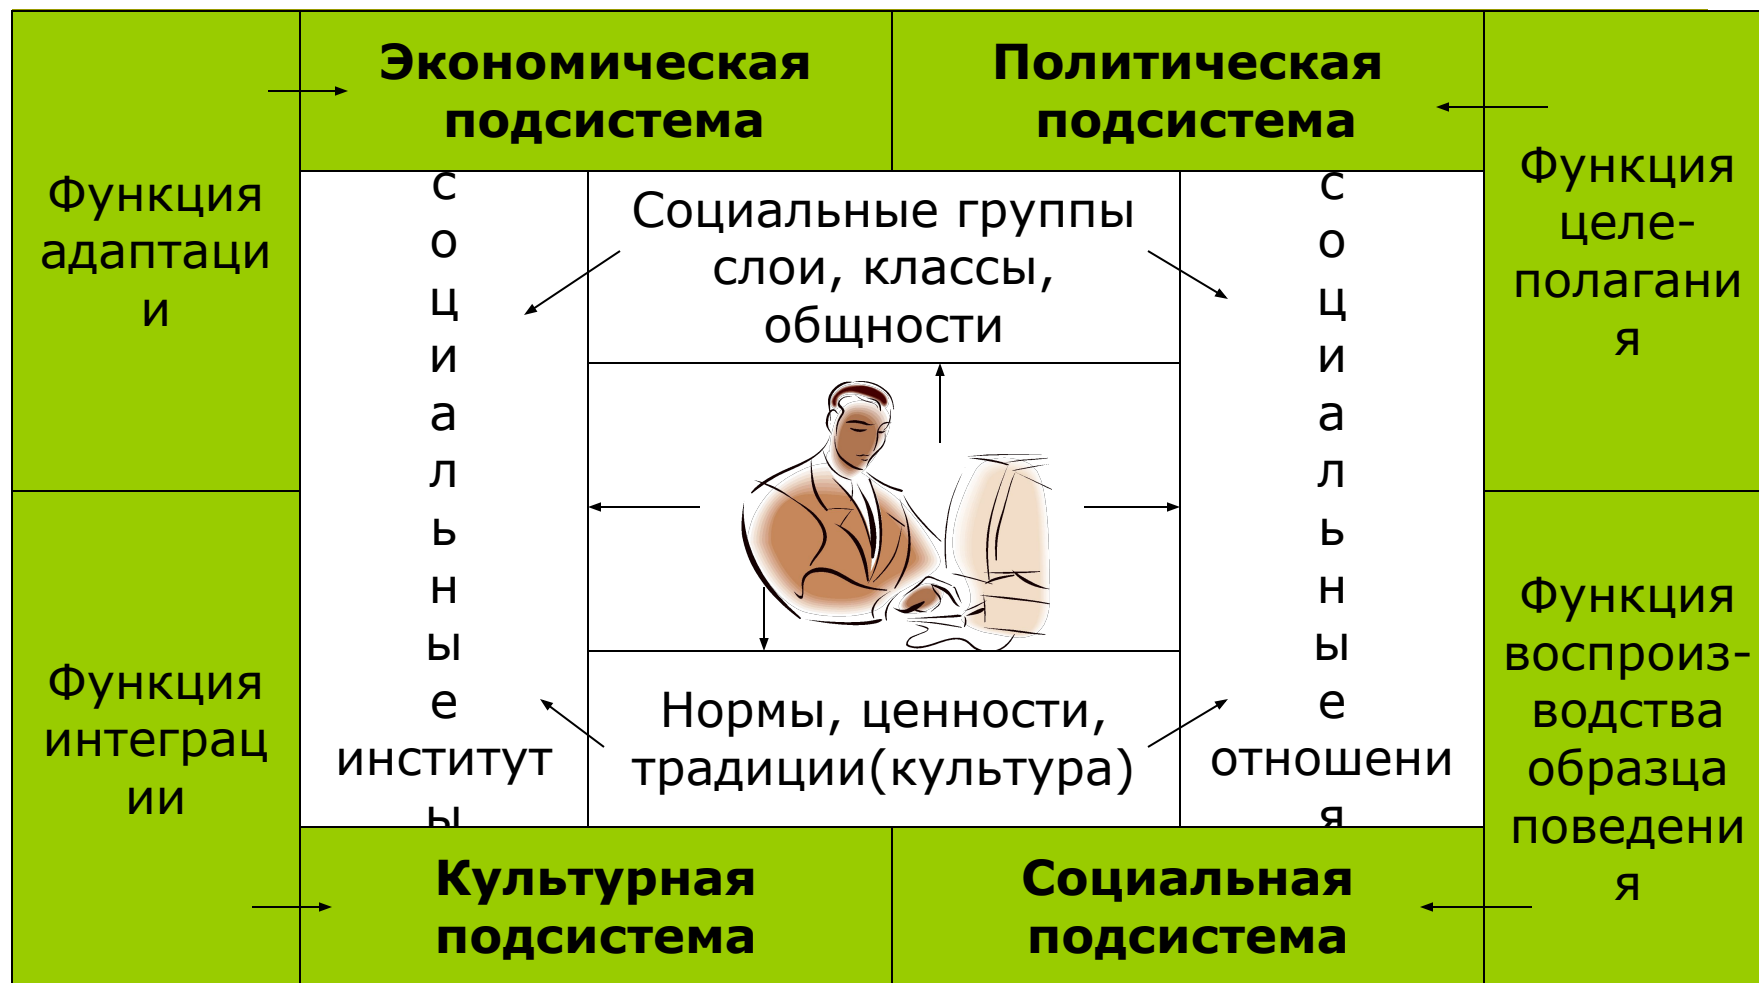 Экономическая
подсистема
Политическая
подсистема
Функция
адаптаци
и
Функция
целе-
полагани
я
с
о
ц
и
а
л
ь
н
ы
е
институт
ы
Социальные группы
слои, классы,
общности
с
о
ц
и
а
л
ь
н
ы
е
отношени
я
Нормы, ценности,
традиции(культура)
Функция
интеграц
ии
Функция
воспроиз-
водства
образца
поведени
я
Культурная
подсистема
Социальная
подсистема